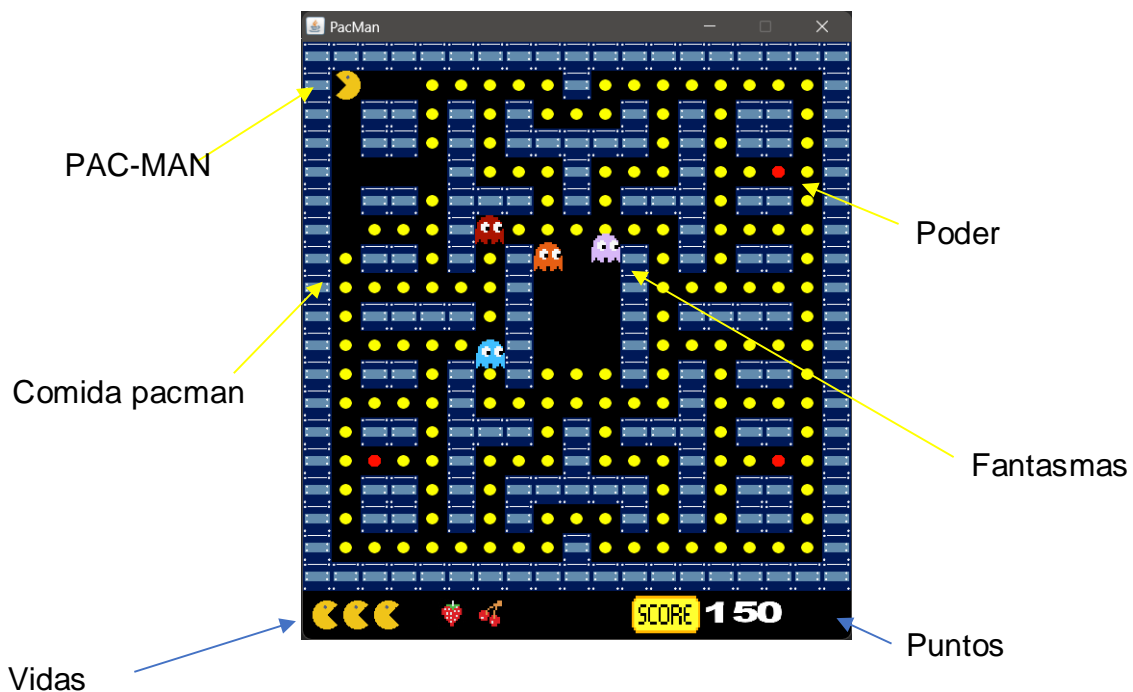 PacMan
PAC-MAN
Poder
Comida pacman
Fantasmas
SCORE 150
Puntos
Vidas